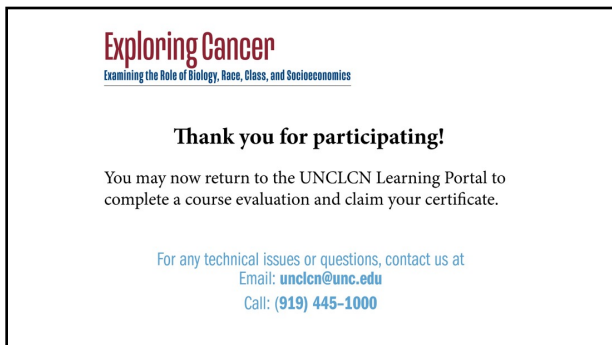 Exploring Cancer
Examining the Role of Biology, Race, Class, and Socioeconomics
Thank you for participating!
You may now return to the UNCLCN Learning Portal to
complete a course evaluation and claim your certificate.
For any technical issues or questions, contact us at
Email: unclcn@unc.edu
Call: (919) 445-1000